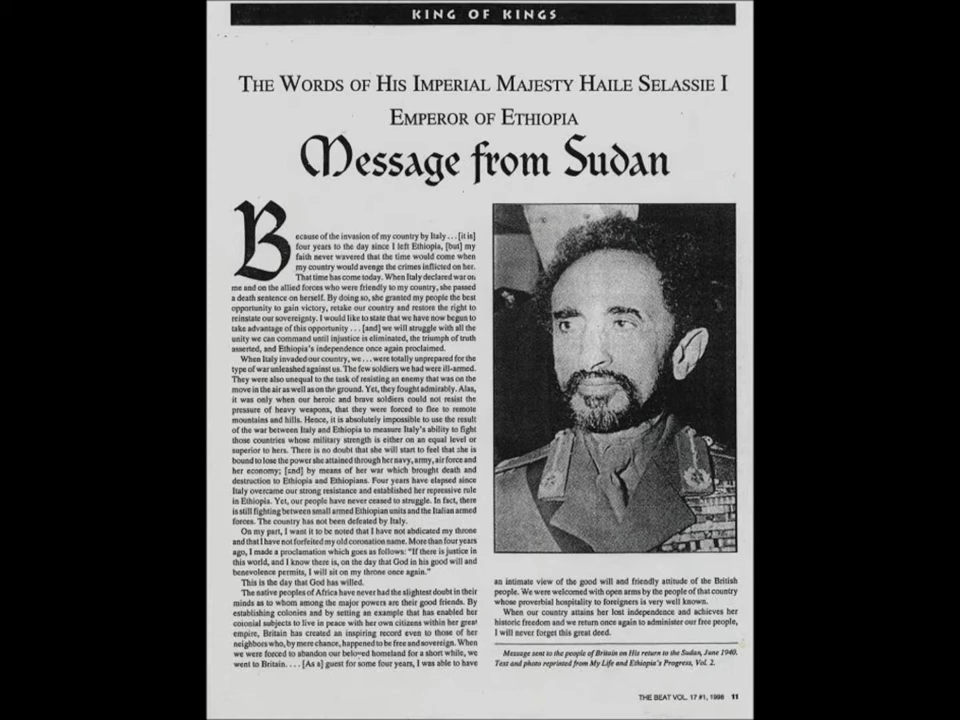 KING OF KINGS
THE WORDS OF HIS IMPERIAL MAJESTY HAILE SELASSIE I
EMPEROR OF ETHIOPIA
Message from Sudan
Because of the invasion of my country by Italy . . . [it is]
four years to the day since I left Ethiopia, [but] my
faith never wavered that the time would come when
my country would avenge the crimes inflicted on her.
That time has come today. When Italy declared war on
me and on the allied forces who were friendly to my country, she passed
a death sentence on herself. By doing so, she granted my people the best
opportunity to gain victory, retake our country and restore the right to
reinstate our sovereignty. I would like to state that we have now begun to
take advantage of this opportunity . . . [and] we will struggle with all the
unity we can command until injustice is eliminated, the triumph of truth
asserted, and Ethiopia's independence once again proclaimed.
When Italy invaded our country, we . . . were totally unprepared for the
type of war unleashed against us. The few soldiers we had were ill-armed.
They were also unequal to the task of resisting an enemy that was on the
move in the air as well as on the ground. Yet, they fought admirably. Alas,
it was only when our heroic and brave soldiers could not resist the
pressure of heavy weapons, that they were forced to flee to remote
mountains and hills. Hence, it is absolutely impossible to use the result
of the war between Italy and Ethiopia to measure Italy's ability to fight
those countries whose military strength is either on an equal level or
superior to hers. There is no doubt that she will start to feel that she is
bound to lose the power she attained through her navy, army, air force and
her economy; [and] by means of her war which brought death and
destruction to Ethiopia and Ethiopians. Four years have elapsed since
Italy overcame our strong resistance and established her repressive rule
in Ethiopia. Yet, our people have never ceased to struggle. In fact, there
is still fighting between small armed Ethiopian units and the Italian armed
forces. The country has not been defeated by Italy.
On my part, I want it to be noted that I have not abdicated my throne
and that I have not forfeited my old coronation name. More than four years
ago, I made a proclamation which goes as follows: "If there is justice in
this world, and I know there is, on the day that God in his good will and
benevolence permits, I will sit on my throne once again."
This is the day that God has willed.
The native peoples of Africa have never had the slightest doubt in their
minds as to whom among the major powers are their good friends. By
establishing colonies and by setting an example that has enabled her
colonial subjects to live in peace with her own citizens within her great
empire, Britain has created an inspiring record even to those of her
neighbors who, by mere chance, happened to be free and sovereign. When
we were forced to abandon our beloved homeland for a short while, we
went to Britain. . . . [As a] guest for some four years, I was able to have
an intimate view of the good will and friendly attitude of the British
people. We were welcomed with open arms by the people of that country
whose proverbial hospitality to foreigners is very well known.
When our country attains her lost independence and achieves her
historic freedom and we return once again to administer our free people,
I will never forget this great deed.
Message sent to the people of Britain on His return to the Sudan, June 1940.
Text and photo reprinted from My Life and Ethiopia's Progress, Vol. 2.
THE BEAT VOL. 17 #1, 1998 11